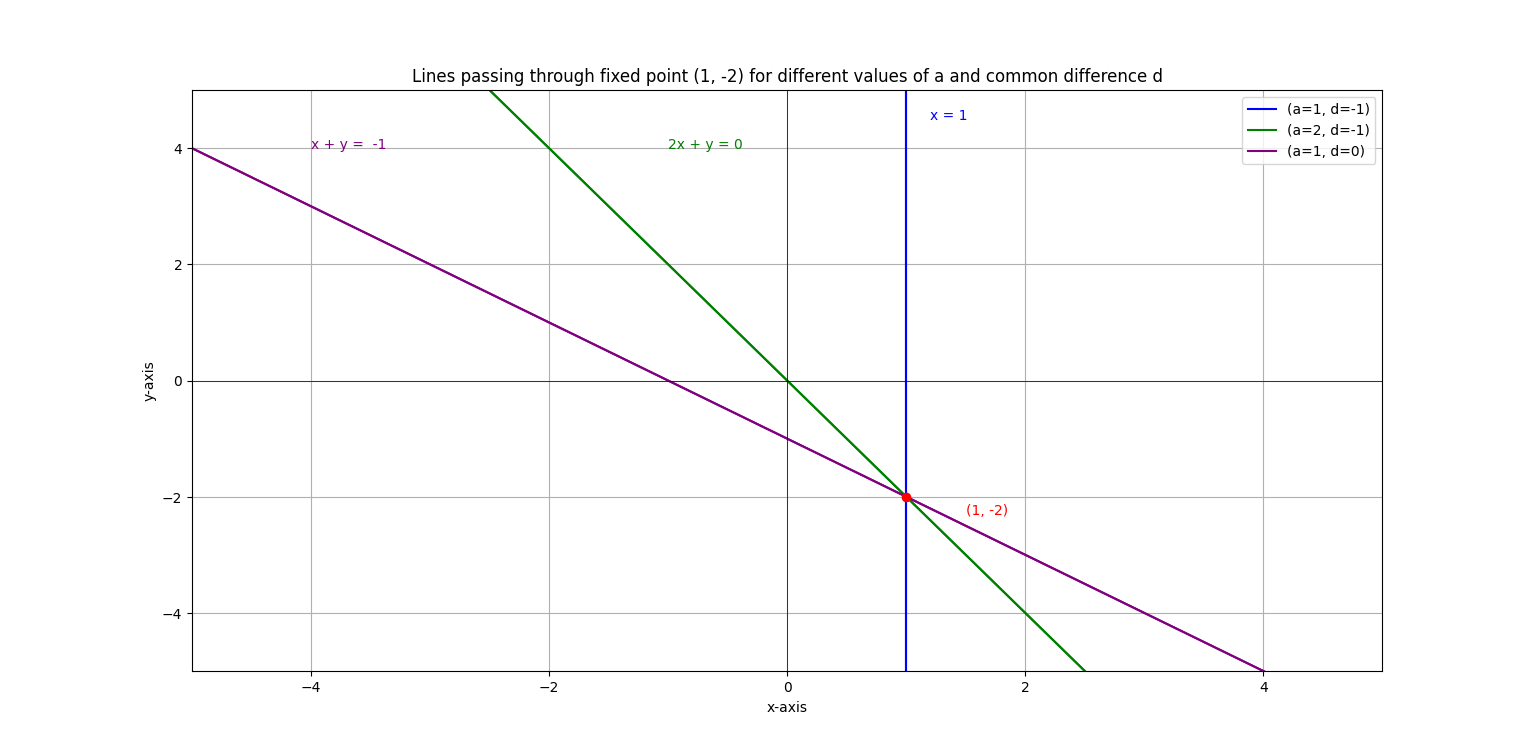 Lines passing through fixed point (1, -2) for different values of a and common difference d
x = 1
(a=1, d=-1)
(a=2, d=-1)
(a=1, d=0)
x + y =  -1
2x + y = 0
(1, -2)
4
2
0
−2
−4
y-axis
−4
−2
0
2
4
x-axis